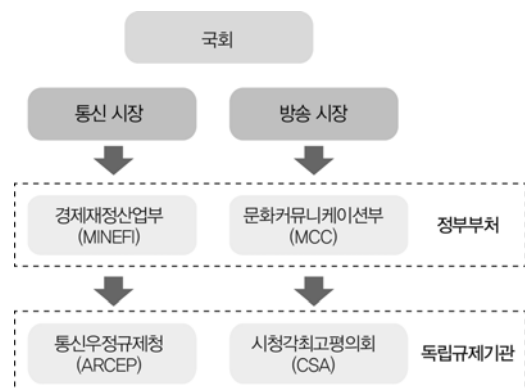 국회
통신 시장
방송 시장
경제재정산업부
(MINEFI)
문화커뮤니케이션부
(MCC)
정부부처
통신우정규제청
(ARCEP)
시청각최고평의회
(CSA)
독립규제기관